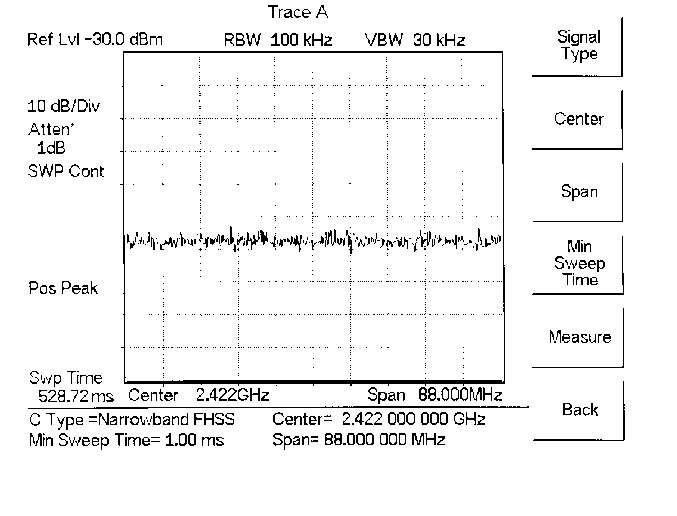 Trace A
Ref Lvl -30.0 dBm RBW 100 kHz VBW 30 kHz
10 dB/Div
Atten*
1dB
SWP Cont
Pos Peak
Swp Time
528.72 ms Center 2.422GHz Span 88.000MHz
C Type =Narrowband FHSS Center= 2.422 000 000 GHz
Min Sweep Time= 1.00 ms Span= 88.000 000 MHz
Signal
Type
Center
Span
Min
Sweep
Time
Measure
Back